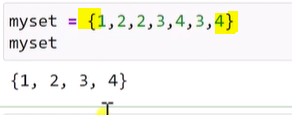 myset = {1,2,2,3,4,3,4}
myset
{1, 2, 3, 4}